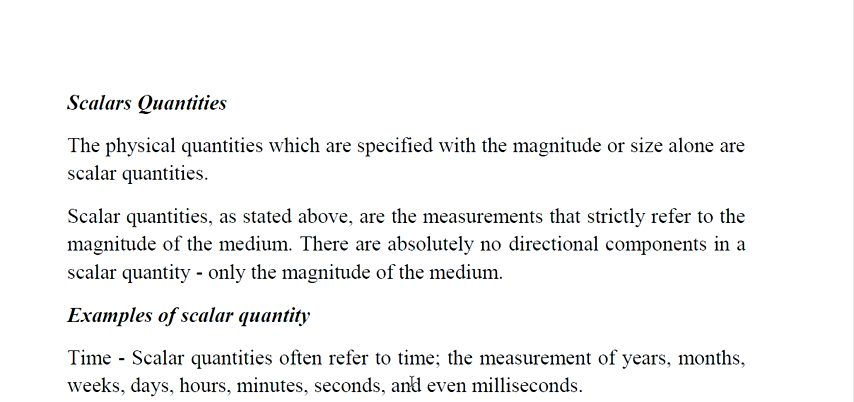 Scalars Quantities
The physical quantities which are specified with the magnitude or size alone are
scalar quantities.
Scalar quantities, as stated above, are the measurements that strictly refer to the
magnitude of the medium. There are absolutely no directional components in a
scalar quantity - only the magnitude of the medium.
Examples of scalar quantity
Time - Scalar quantities often refer to time; the measurement of years, months,
weeks, days, hours, minutes, seconds, and even milliseconds.